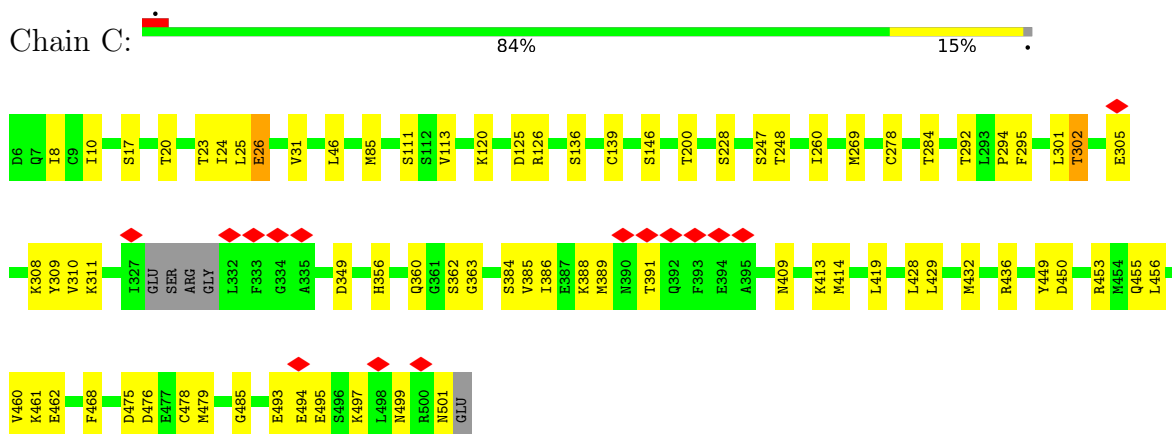 Chain C:
84%
15%
D6 Q7 I8 C9 I10 S17 T20 T23 I24 L25 E26 V31 L46 M85 S111 S112 V113 K120 D125 R126 S136 C139 S146 T200 S228 S247 T248 I260 M269 C278 T284 T292 L293 P294 F295 L301 T302 E305
K308 Y309 V310 K311 I327 GLU SER ARG GLY L332 F333 G334 A335 D349 H356 Q360 G361 S362 G363 S384 V385 I386 E387 K388 M389 N390 T391 Q392 F393 E394 A395 N409 K413 M414 L419 L428 L429 M432 R436 Y449 D450 R453 M454 Q455 L456
V460 K461 E462 F468 D475 D476 E477 C478 M479 G485 E493 E494 E495 S496 K497 L498 N499 R500 N501 GLU